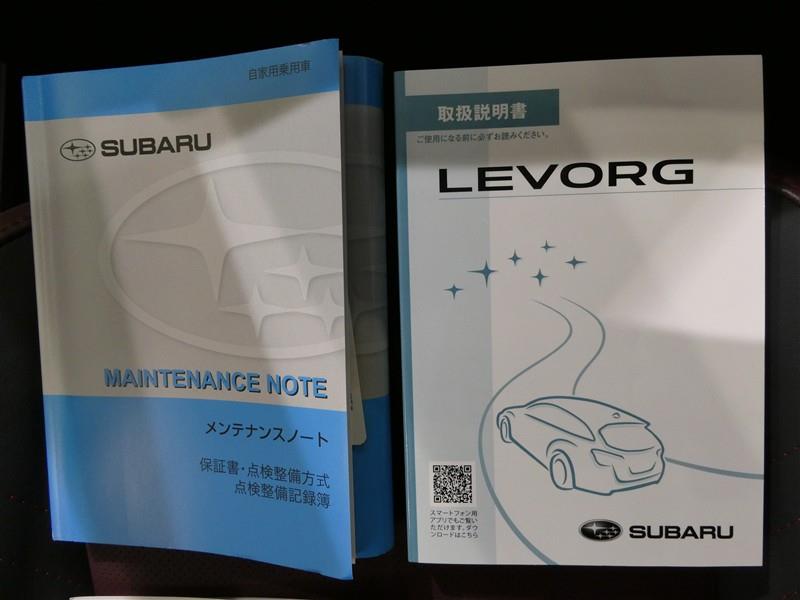 自家用乗用車
SUBARU
MAINTENANCE NOTE
メンテナンスノート
保証書・点検整備方式
点検整備記録簿
取扱説明書
ご使用になる前に必ずお読みください。
LEVORG
スマートフォン用
アプリでもご覧い
ただけます。ダウ
ンロードはこちら
SUBARU